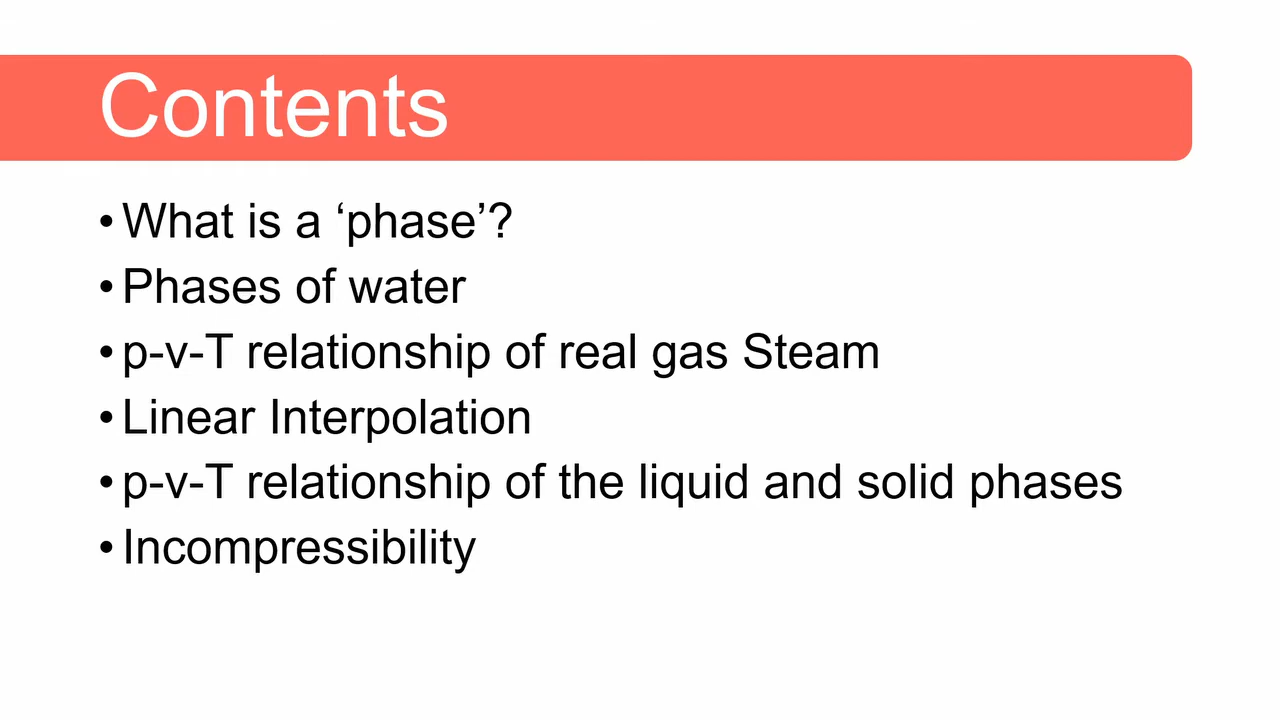 Contents
• What is a ‘phase’?
• Phases of water
• p-v-T relationship of real gas Steam
• Linear Interpolation
• p-v-T relationship of the liquid and solid phases
• Incompressibility